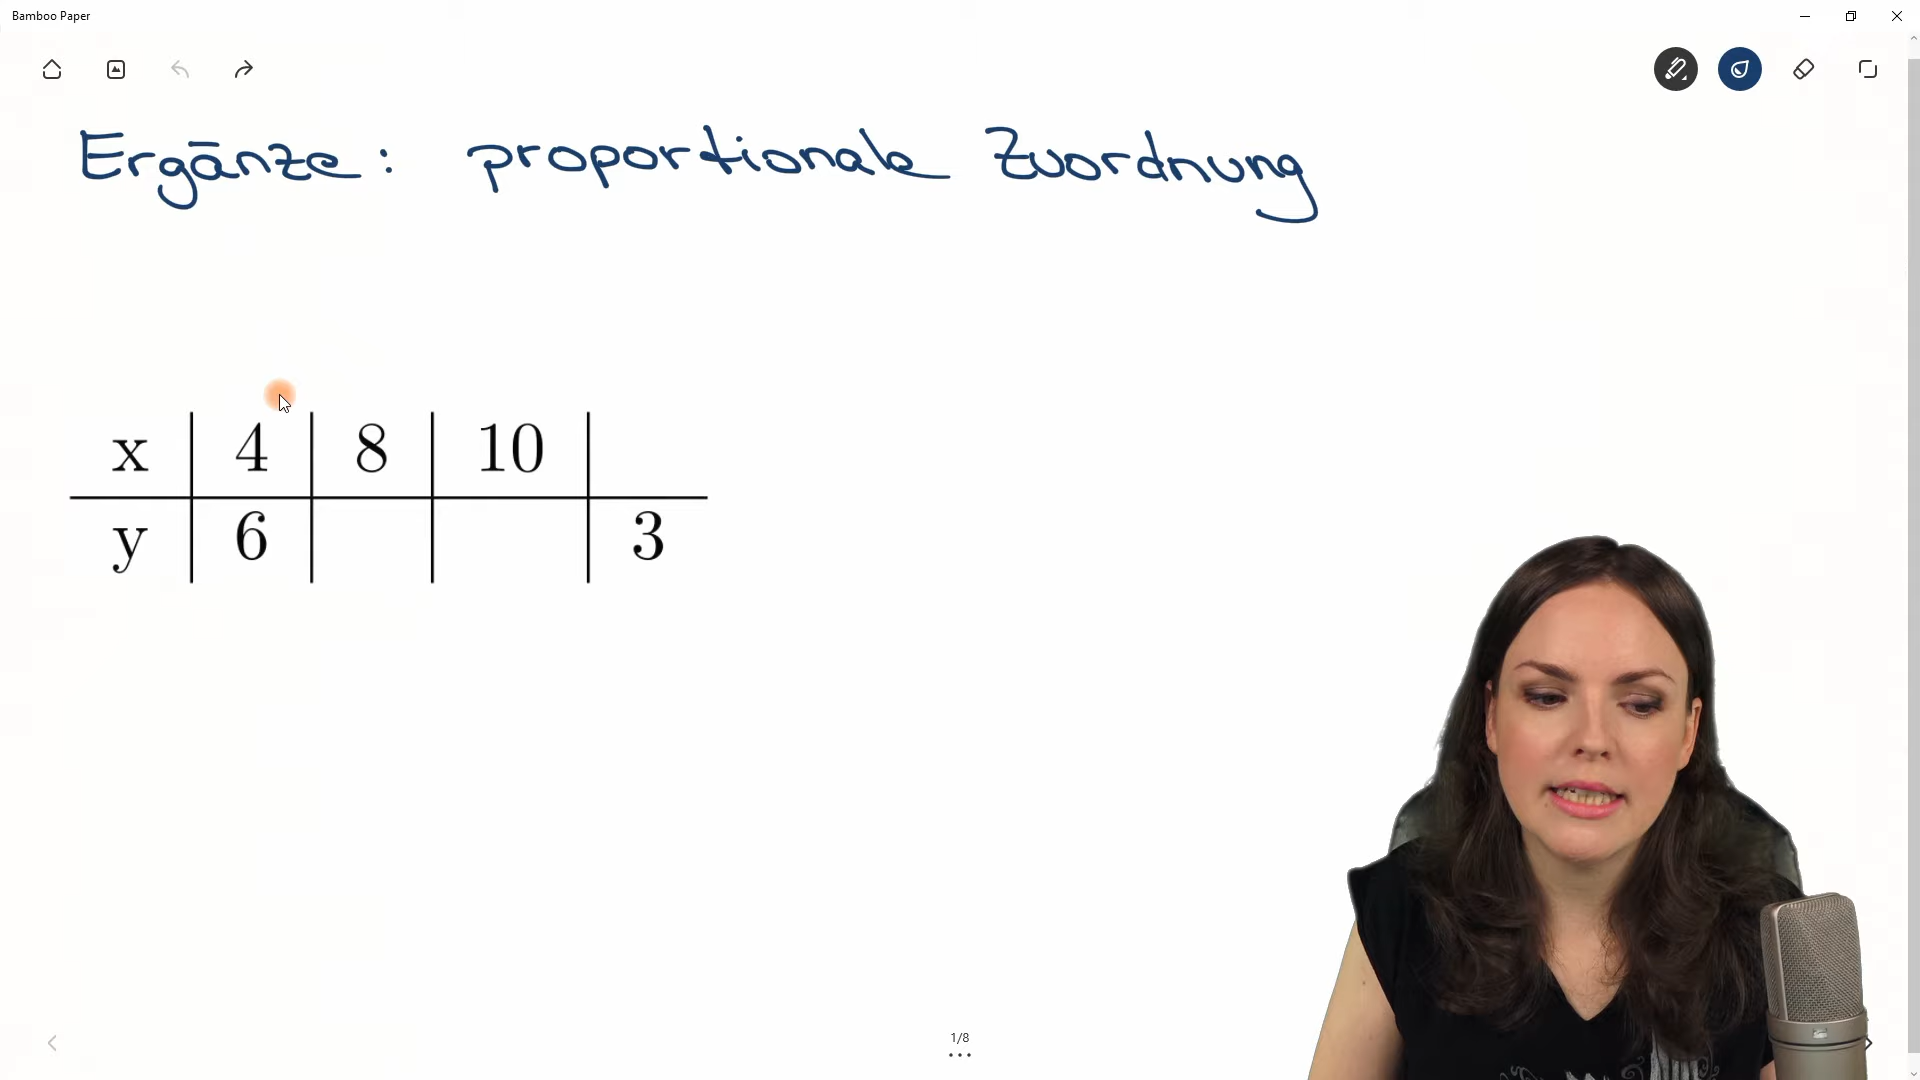 Bamboo Paper
Ergänze: proportionale Zuordnung
x 4 8 10
y 6 3
1/8